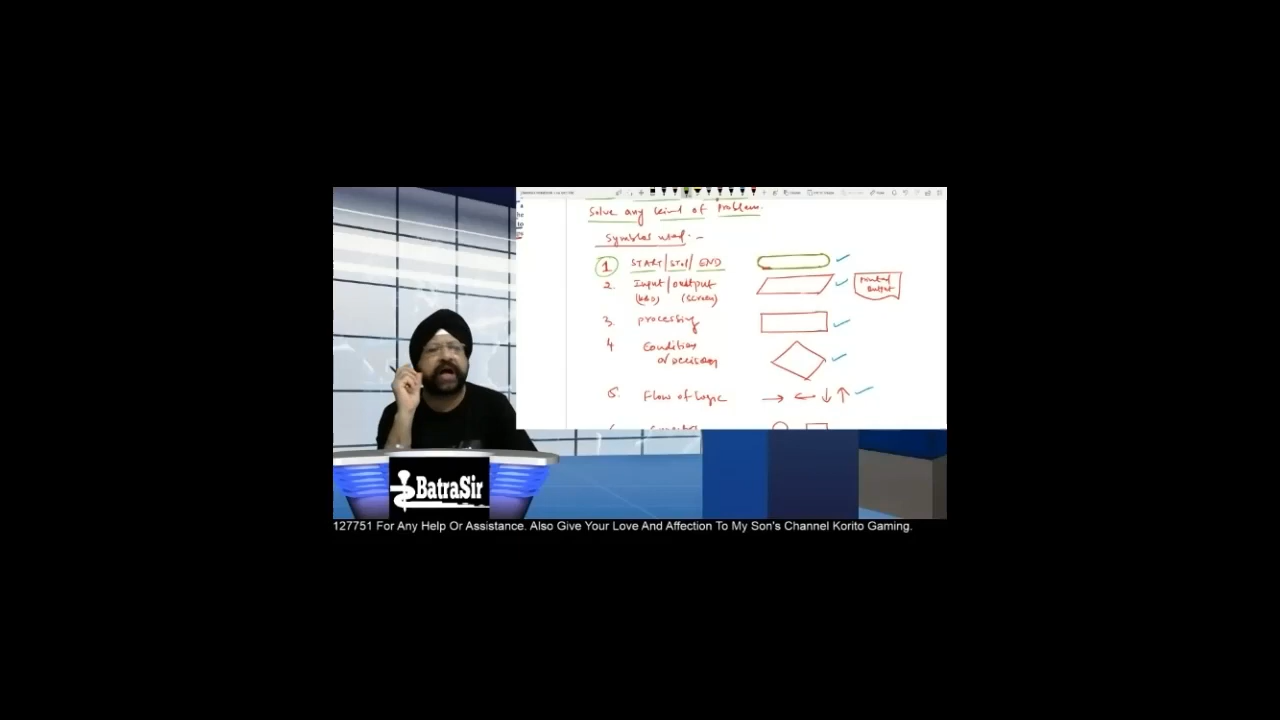 Solve any kind of Problem.
Symbols used. -
1 START/STOP/END
2. Input/output
(KBD) (Screen)
Printed
Output
3. processing
4 Condition
or Decision
5. Flow of Logic
6.
BatraSir
127751 For Any Help Or Assistance. Also Give Your Love And Affection To My Son's Channel Korito Gaming.